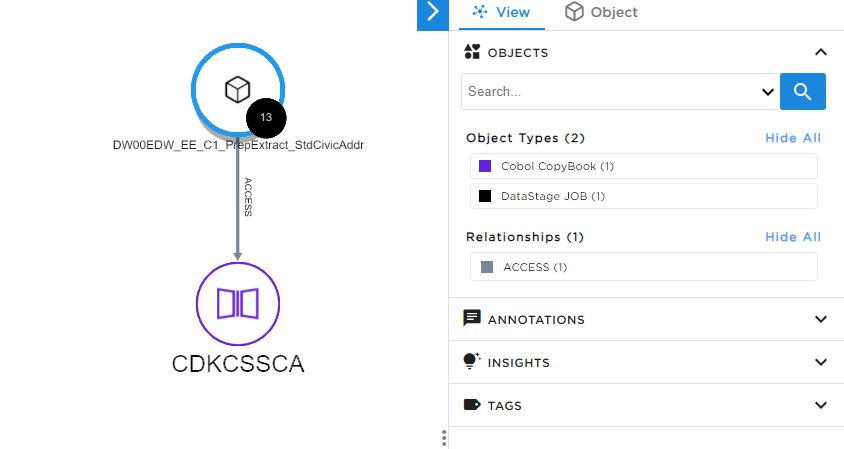 View
Object
OBJECTS
Search...
Object Types (2)
Hide All
Cobol CopyBook (1)
DataStage JOB (1)
Relationships (1)
Hide All
ACCESS (1)
ANNOTATIONS
INSIGHTS
TAGS
13
DW00EDW_EE_C1_PrepExtract_StdCivicAddr
ACCESS
CDKCSSCA